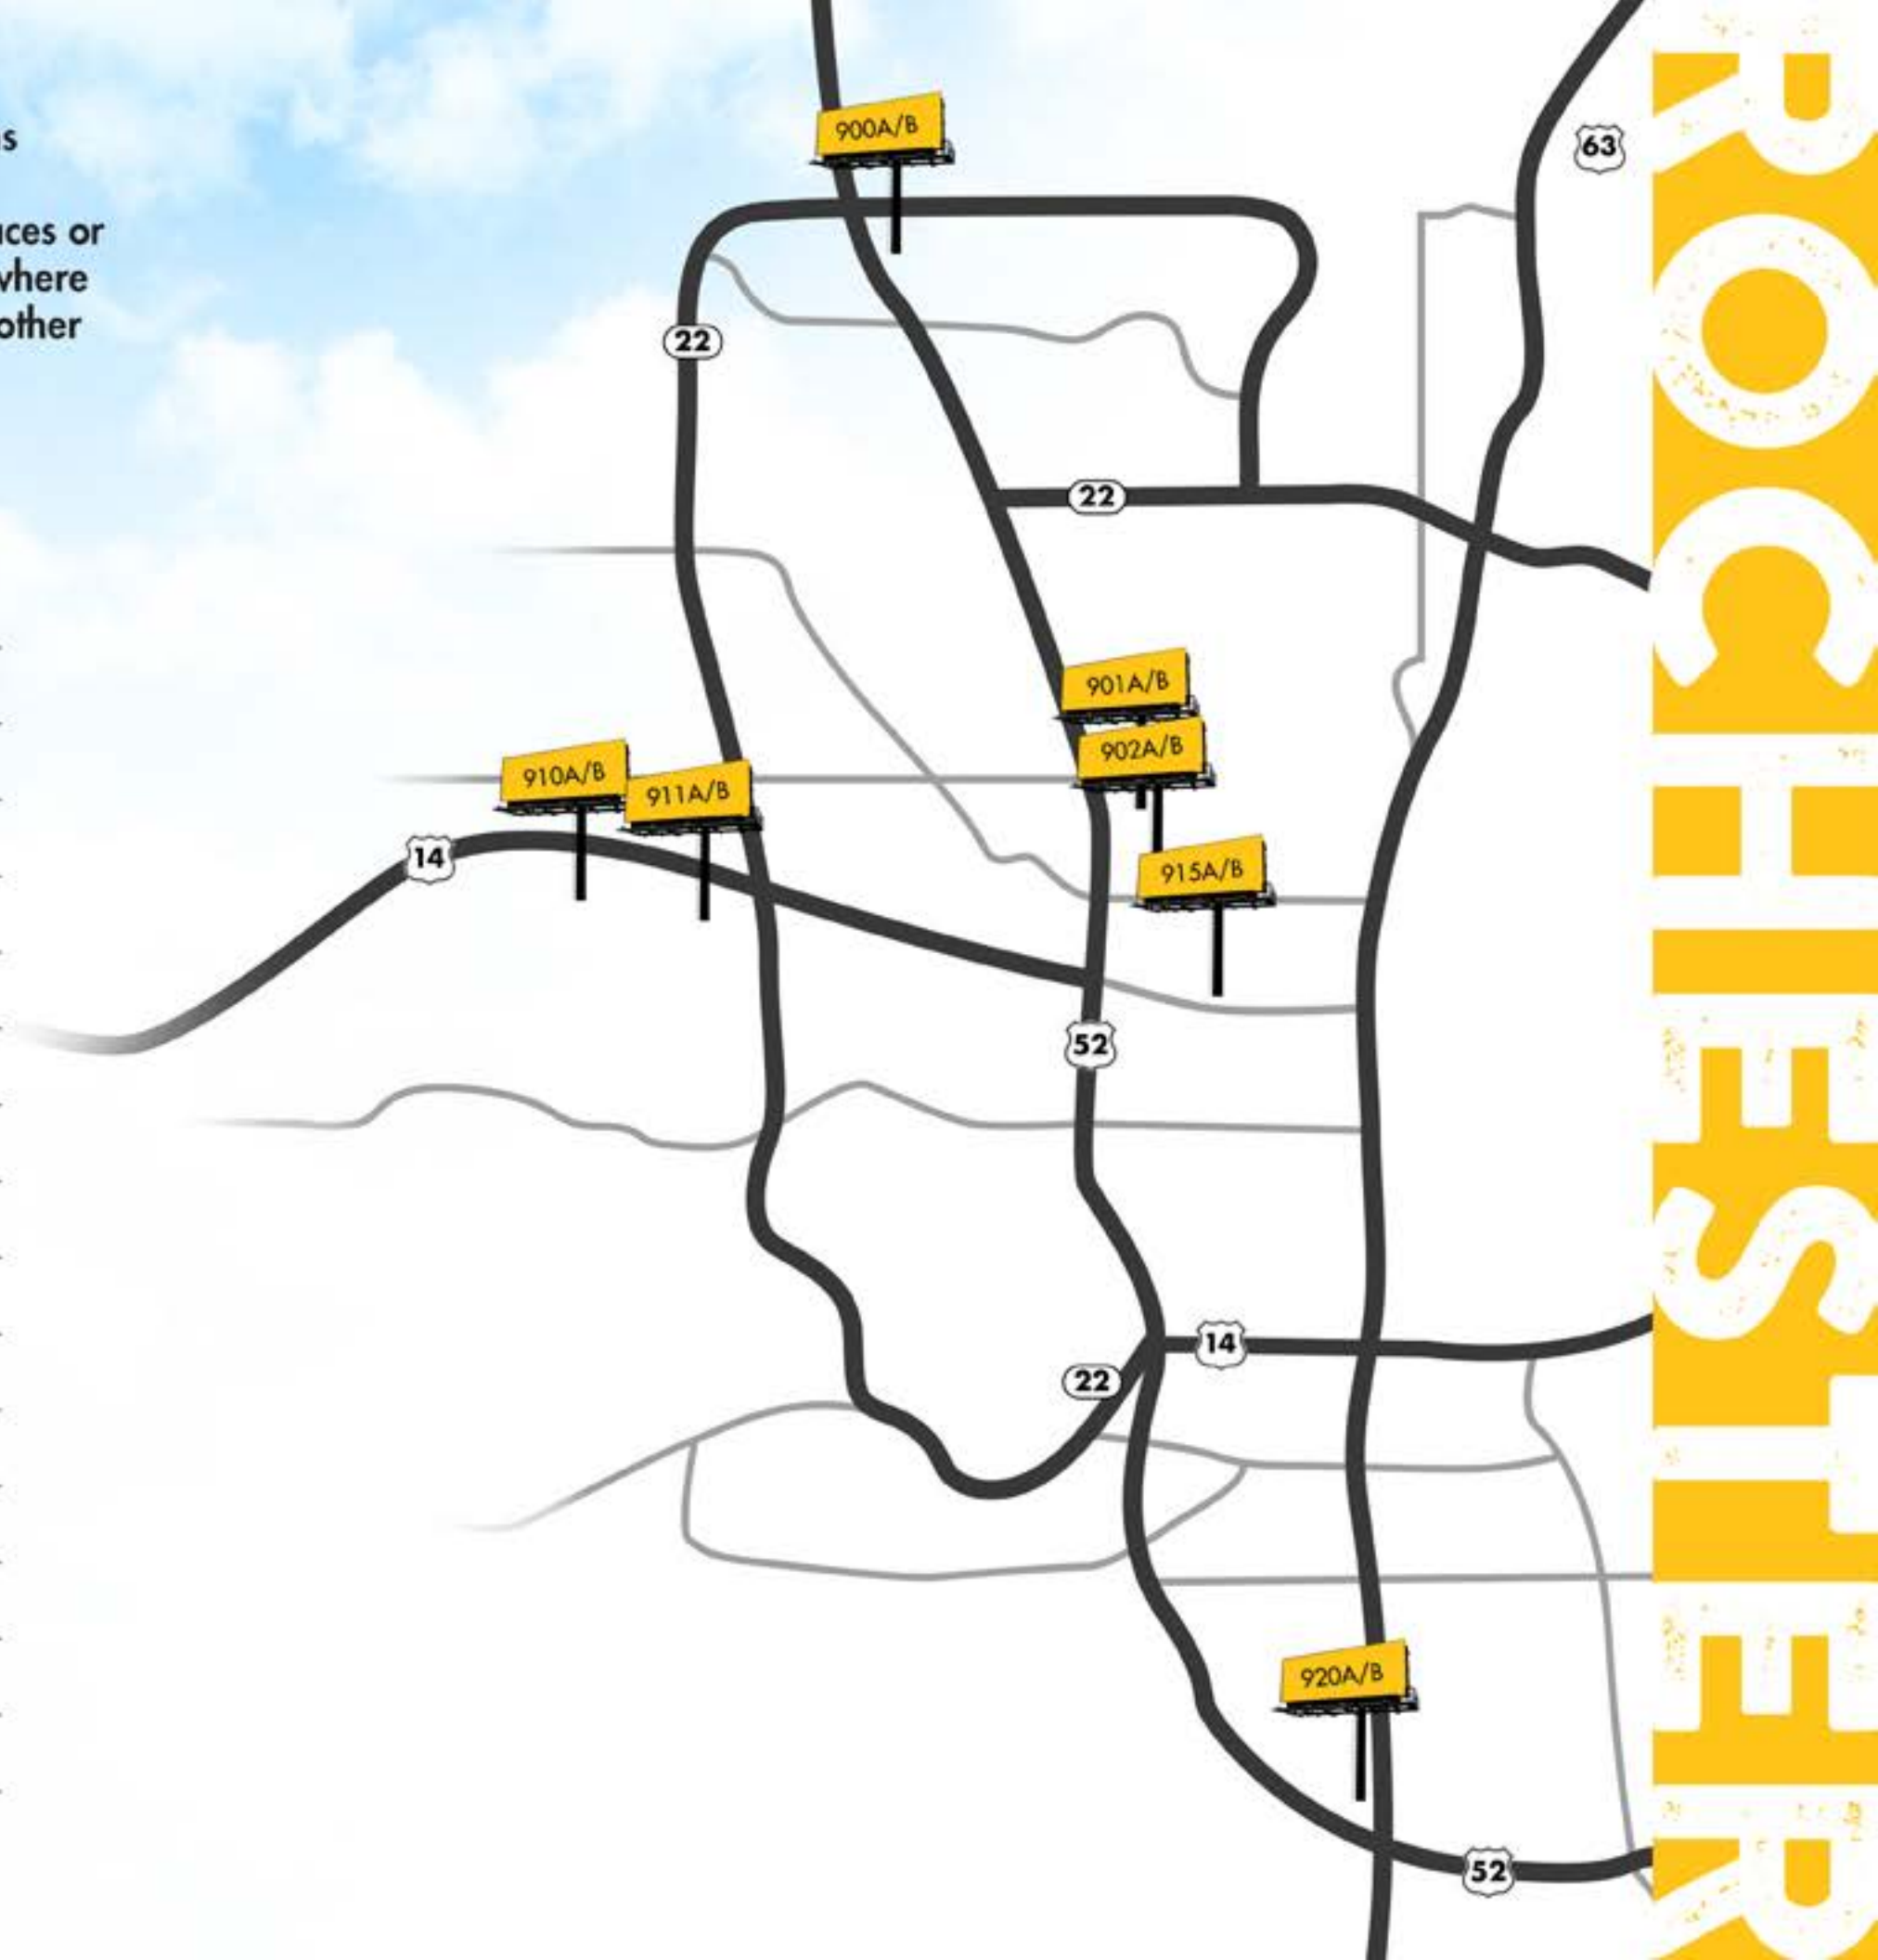 or
where
other
900A/B
63
22
22
901A/B
902A/B
910A/B
911A/B
14
915A/B
52
14
22
920A/B
52
ROCHESTER